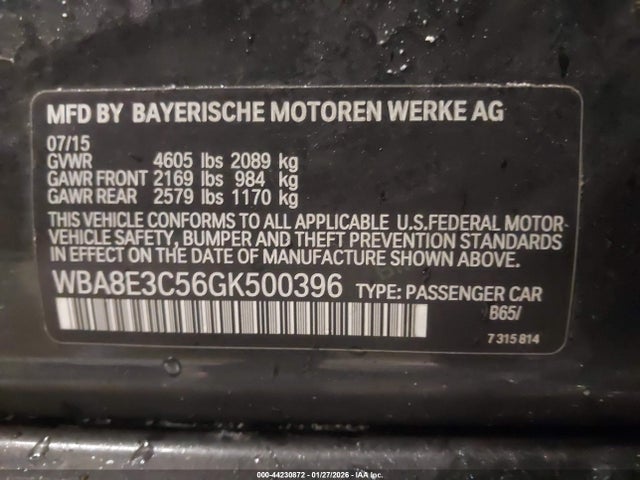 MFD BY BAYERISCHE MOTOREN WERKE AG
07/15
GVWR 4605 lbs 2089 kg
GAWR FRONT 2169 lbs 984 kg
GAWR REAR 2579 lbs 1170 kg
THIS VEHICLE CONFORMS TO ALL APPLICABLE U.S.FEDERAL MOTOR-
VEHICLE SAFETY, BUMPER AND THEFT PREVENTION STANDARDS
IN EFFECT ON THE DATE OF MANUFACTURE SHOWN ABOVE.
WBA8E3C56GK500396 TYPE: PASSENGER CAR
B65/
7 315 814
000-44230872 - 01/27/2026 - IAA Inc.